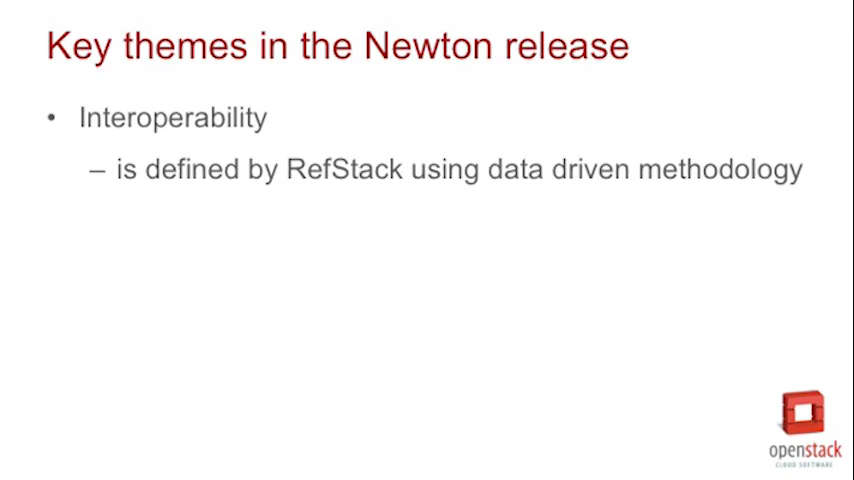 Key themes in the Newton release
• Interoperability
– is defined by RefStack using data driven methodology
openstack
CLOUD SOFTWARE